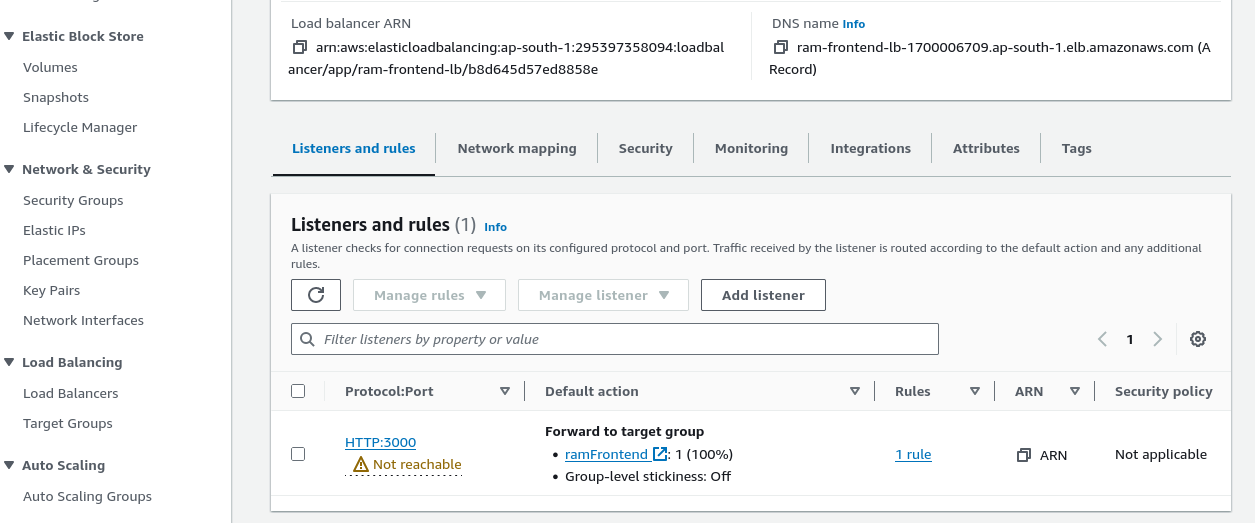 Elastic Block Store
Volumes
Snapshots
Lifecycle Manager
Network & Security
Security Groups
Elastic IPs
Placement Groups
Key Pairs
Network Interfaces
Load Balancing
Load Balancers
Target Groups
Auto Scaling
Auto Scaling Groups
Load balancer ARN
arn:aws:elasticloadbalancing:ap-south-1:295397358094:loadbal
ancer/app/ram-frontend-lb/b8d645d57ed8858e
DNS name Info
ram-frontend-lb-1700006709.ap-south-1.elb.amazonaws.com (A
Record)
Listeners and rules
Network mapping
Security
Monitoring
Integrations
Attributes
Tags
Listeners and rules (1) Info
A listener checks for connection requests on its configured protocol and port. Traffic received by the listener is routed according to the default action and any additional
rules.
Manage rules
Manage listener
Add listener
Filter listeners by property or value
1
Protocol:Port
Default action
Rules
ARN
Security policy
HTTP:3000
Not reachable
Forward to target group
• ramFrontend : 1 (100%)
• Group-level stickiness: Off
1 rule
ARN
Not applicable